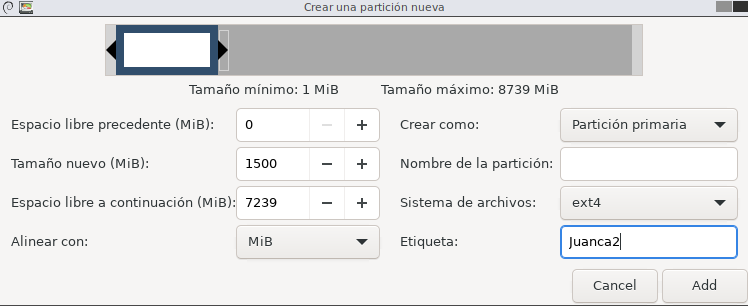 Crear una partición nueva
Tamaño mínimo: 1 MiB Tamaño máximo: 8739 MiB
Espacio libre precedente (MiB): 0 Crear como: Partición primaria
Tamaño nuevo (MiB): 1500 Nombre de la partición:
Espacio libre a continuación (MiB): 7239 Sistema de archivos: ext4
Alinear con: MiB Etiqueta: Juanca2
Cancel Add